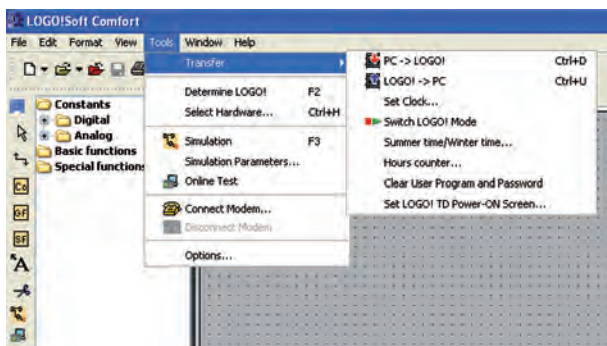 LOGO!Soft Comfort
File Edit Format View Tools Window Help
Transfer
Determine LOGO! F2
Select Hardware... Ctrl+H
Simulation F3
Simulation Parameters...
Online Test
Connect Modem...
Disconnect Modem
Options...
PC -> LOGO! Ctrl+D
LOGO! -> PC Ctrl+U
Set Clock...
Switch LOGO! Mode
Summer time/Winter time...
Hours counter...
Clear User Program and Password
Set LOGO! TD Power-ON Screen...
Constants
Digital
Analog
Basic functions
Special functions
Co
GF
SF
A